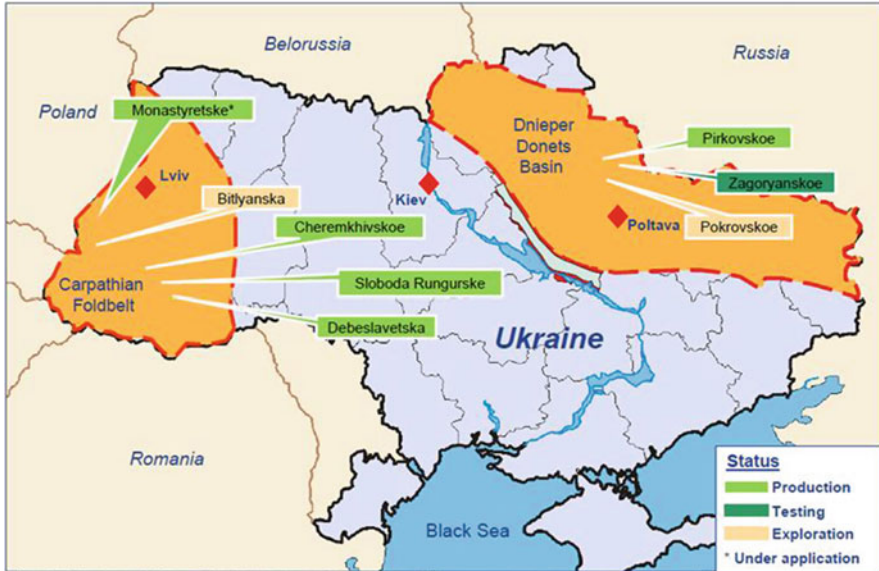 Belorussia
Russia
Poland
Monastyretske*
Dnieper
Donets
Basin
Pirkovskoe
Lviv
Zagoryanskoe
Bitlyanska
Kiev
Poltava
Pokrovskoe
Cheremkhivskoe
Carpathian
Foldbelt
Sloboda Rungurske
Debeslavetska
Ukraine
Romania
Black Sea
Status
Production
Testing
Exploration
* Under application